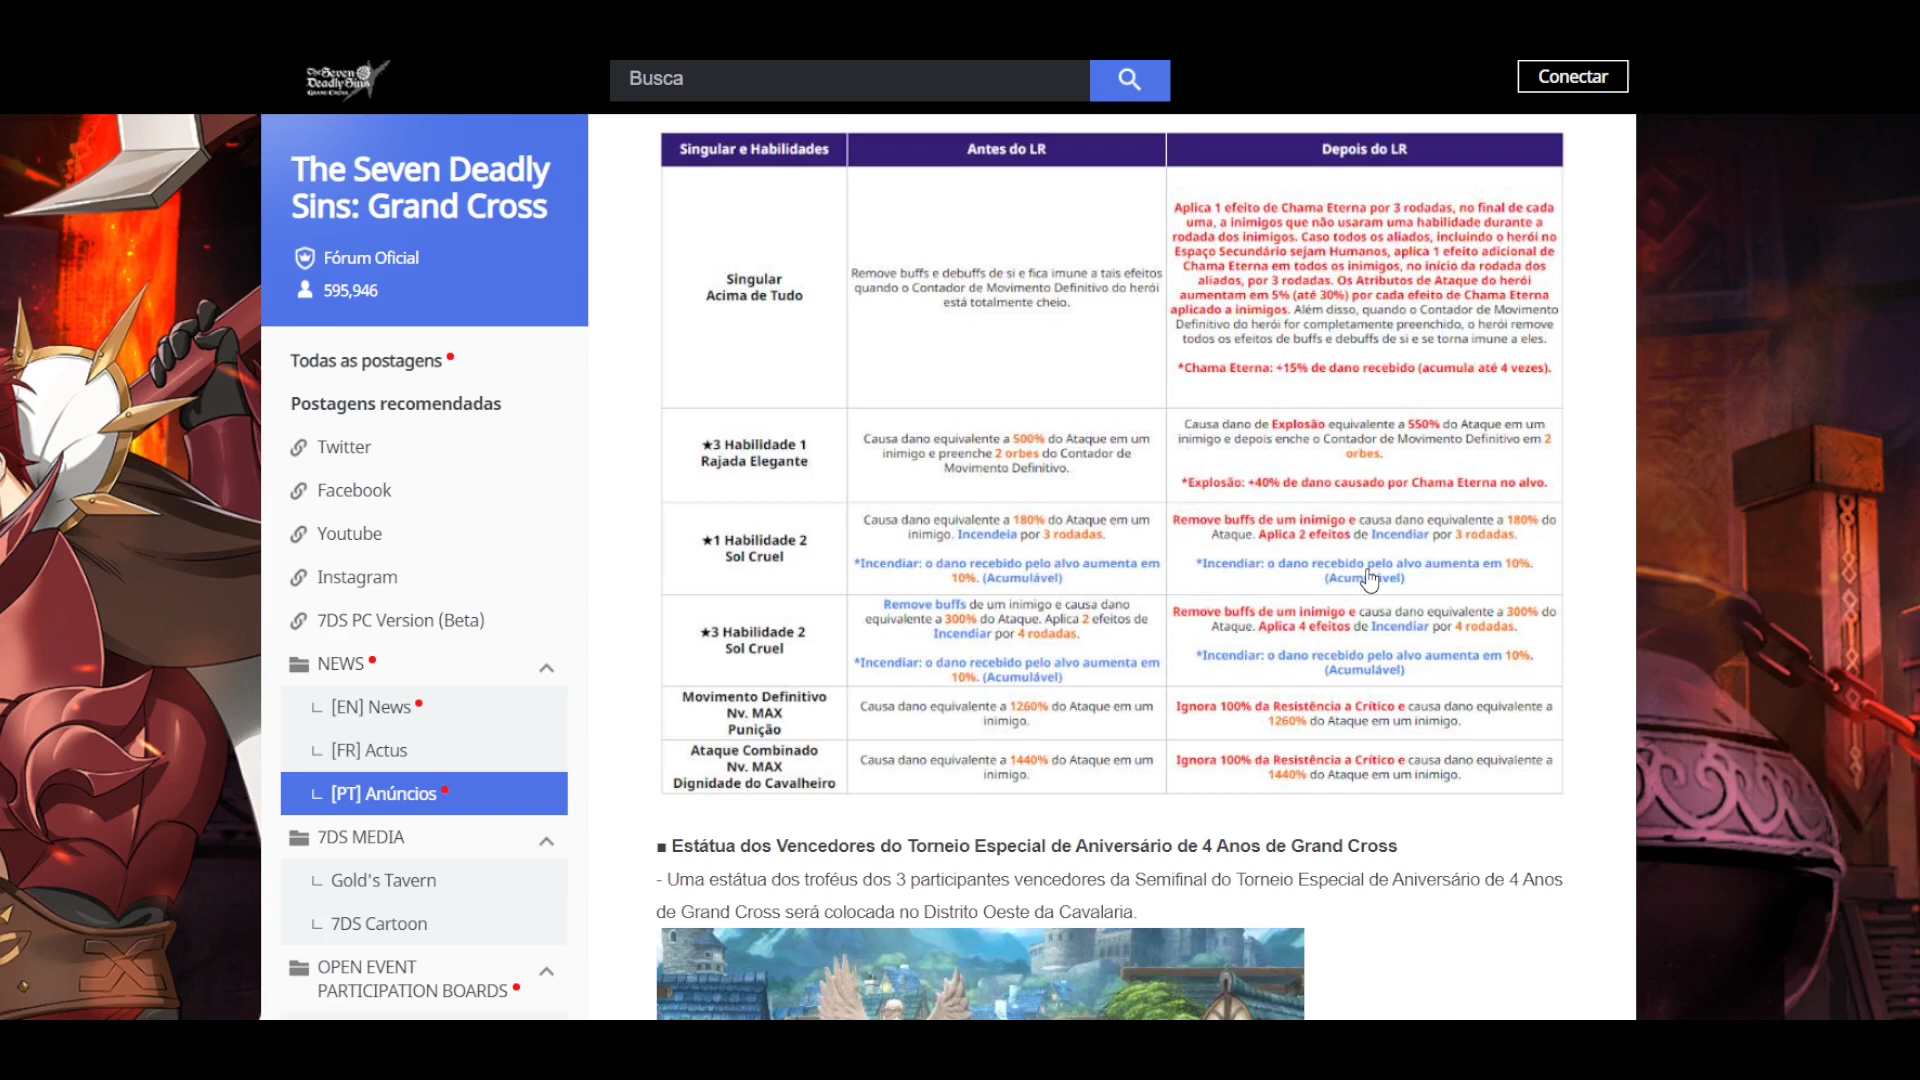 The Seven
Deadly Sins
GRAND CROSS
Busca
Conectar
The Seven Deadly
Sins: Grand Cross
Fórum Oficial
595,946
Todas as postagens
Postagens recomendadas
Twitter
Facebook
Youtube
Instagram
7DS PC Version (Beta)
NEWS
[EN] News
[FR] Actus
[PT] Anúncios
7DS MEDIA
Gold's Tavern
7DS Cartoon
OPEN EVENT
PARTICIPATION BOARDS
Singular e Habilidades
Antes do LR
Depois do LR
Singular
Acima de Tudo
Remove buffs e debuffs de si e fica imune a tais efeitos
quando o Contador de Movimento Definitivo do herói
está totalmente cheio.
Aplica 1 efeito de Chama Eterna por 3 rodadas, no final de cada
uma, a inimigos que não usaram uma habilidade durante a
rodada dos inimigos. Caso todos os aliados, incluindo o herói no
Espaço Secundário sejam Humanos, aplica 1 efeito adicional de
Chama Eterna em todos os inimigos, no início da rodada dos
aliados, por 3 rodadas. Os Atributos de Ataque do herói
aumentam em 5% (até 30%) por cada efeito de Chama Eterna
aplicado a inimigos. Além disso, quando o Contador de Movimento
Definitivo do herói for completamente preenchido, o herói remove
todos os efeitos de buffs e debuffs de si e se torna imune a eles.
*Chama Eterna: +15% de dano recebido (acumula até 4 vezes).
★3 Habilidade 1
Rajada Elegante
Causa dano equivalente a 500% do Ataque em um
inimigo e preenche 2 orbes do Contador de
Movimento Definitivo.
Causa dano de Explosão equivalente a 550% do Ataque em um
inimigo e depois enche o Contador de Movimento Definitivo em 2
orbes.
*Explosão: +40% de dano causado por Chama Eterna no alvo.
★1 Habilidade 2
Sol Cruel
Causa dano equivalente a 180% do Ataque em um
inimigo. Incendeia por 3 rodadas.
*Incendiar: o dano recebido pelo alvo aumenta em
10%. (Acumulável)
Remove buffs de um inimigo e causa dano equivalente a 180% do
Ataque. Aplica 2 efeitos de Incendiar por 3 rodadas.
*Incendiar: o dano recebido pelo alvo aumenta em 10%.
(Acumulável)
★3 Habilidade 2
Sol Cruel
Remove buffs de um inimigo e causa dano
equivalente a 300% do Ataque. Aplica 2 efeitos de
Incendiar por 4 rodadas.
*Incendiar: o dano recebido pelo alvo aumenta em
10%. (Acumulável)
Remove buffs de um inimigo e causa dano equivalente a 300% do
Ataque. Aplica 4 efeitos de Incendiar por 4 rodadas.
*Incendiar: o dano recebido pelo alvo aumenta em 10%.
(Acumulável)
Movimento Definitivo
Nv. MAX
Punição
Causa dano equivalente a 1260% do Ataque em um
inimigo.
Ignora 100% da Resistência a Crítico e causa dano equivalente a
1260% do Ataque em um inimigo.
Ataque Combinado
Nv. MAX
Dignidade do Cavalheiro
Causa dano equivalente a 1440% do Ataque em um
inimigo.
Ignora 100% da Resistência a Crítico e causa dano equivalente a
1440% do Ataque em um inimigo.
■ Estátua dos Vencedores do Torneio Especial de Aniversário de 4 Anos de Grand Cross
- Uma estátua dos troféus dos 3 participantes vencedores da Semifinal do Torneio Especial de Aniversário de 4 Anos
de Grand Cross será colocada no Distrito Oeste da Cavalaria.